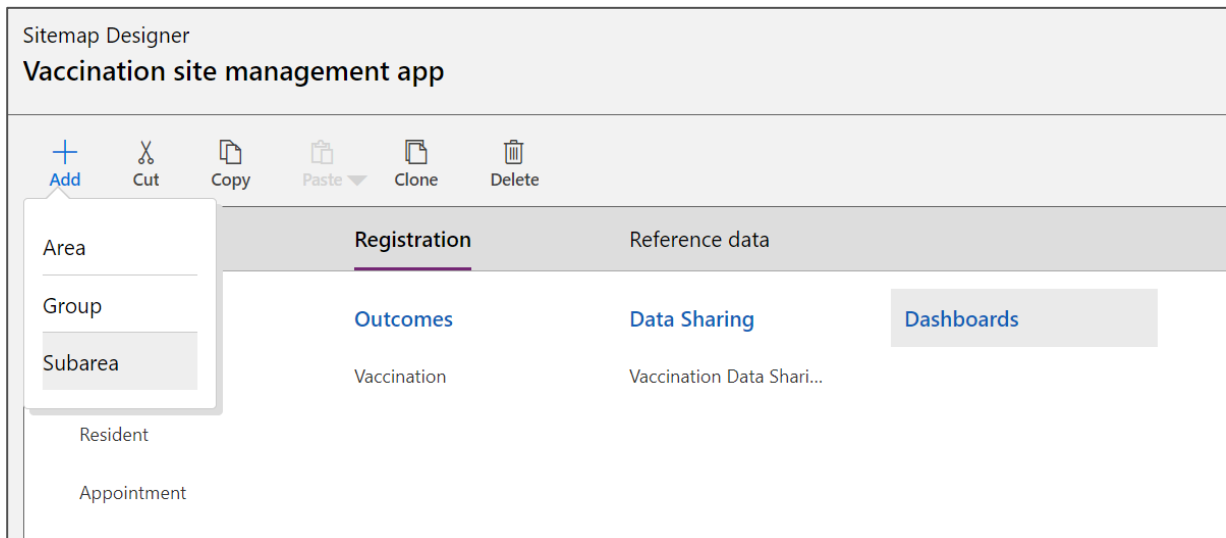 Sitemap Designer
Vaccination site management app
Add Cut Copy Paste Clone Delete
Area
Group
Subarea
Registration Reference data
Outcomes Data Sharing Dashboards
Vaccination Vaccination Data Shari...
Resident
Appointment